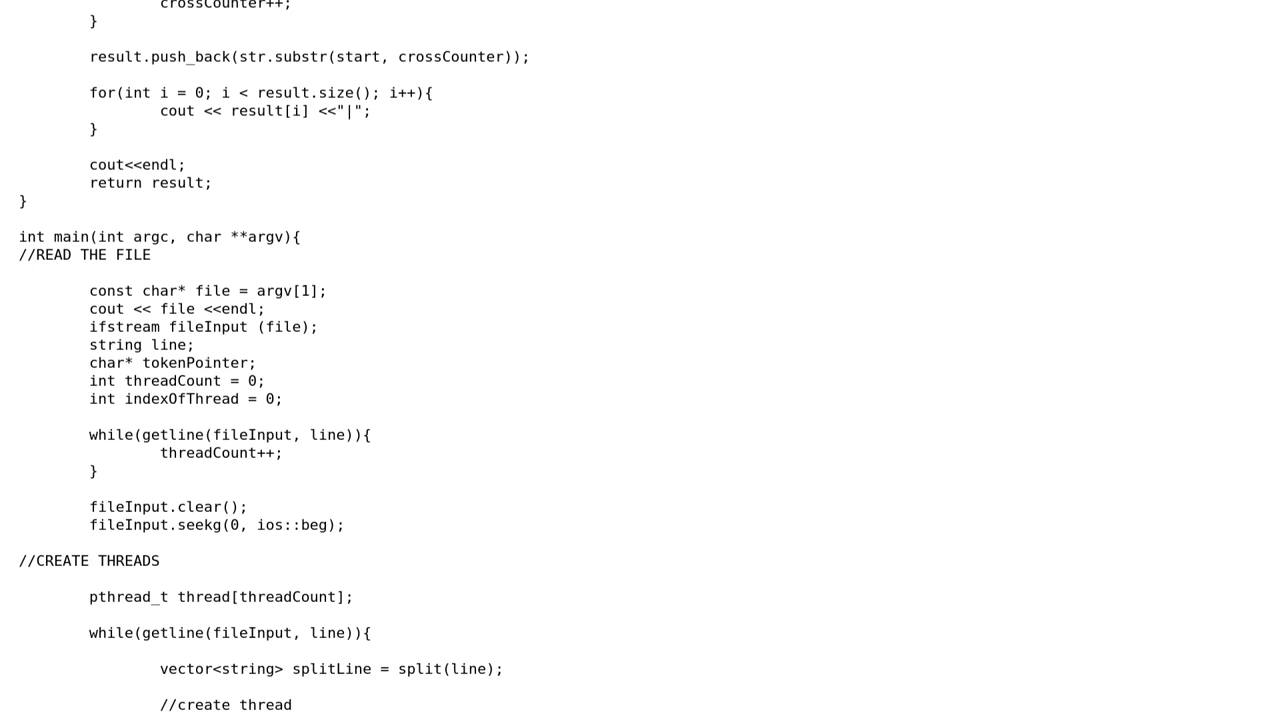 crossCounter++;
}
result.push_back(str.substr(start, crossCounter));
for(int i = 0; i < result.size(); i++){
cout << result[i] <<"|";
}
cout<<endl;
return result;
}
int main(int argc, char **argv){
//READ THE FILE
const char* file = argv[1];
cout << file <<endl;
ifstream fileInput (file);
string line;
char* tokenPointer;
int threadCount = 0;
int indexOfThread = 0;
while(getline(fileInput, line)){
threadCount++;
}
fileInput.clear();
fileInput.seekg(0, ios::beg);
//CREATE THREADS
pthread_t thread[threadCount];
while(getline(fileInput, line)){
vector<string> splitLine = split(line);
//create thread